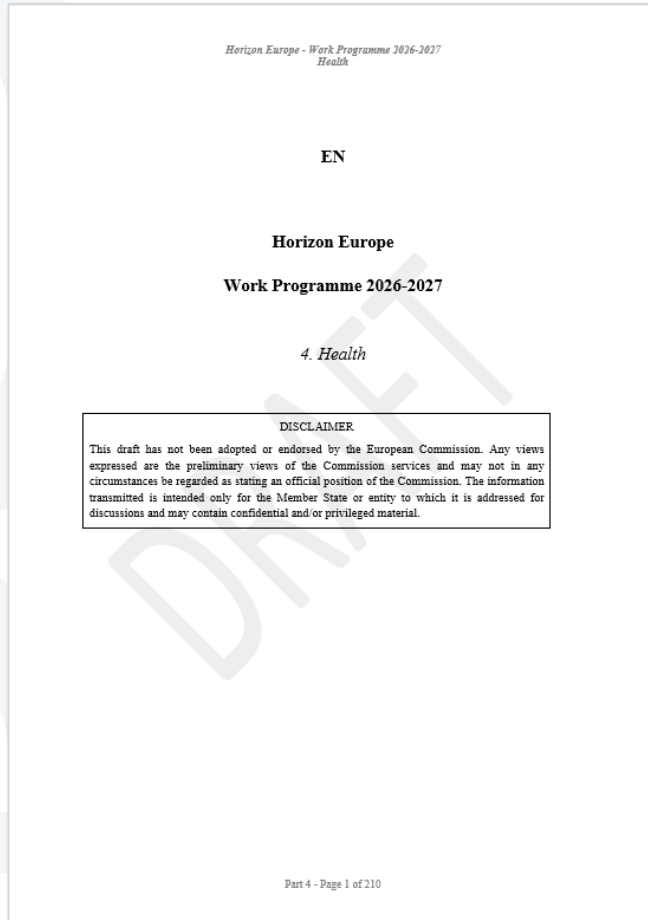 Horizon Europe - Work Programme 2026-2027
Health
EN
Horizon Europe
Work Programme 2026-2027
4. Health
DISCLAIMER
This draft has not been adopted or endorsed by the European Commission. Any views
expressed are the preliminary views of the Commission services and may not in any
circumstances be regarded as stating an official position of the Commission. The information
transmitted is intended only for the Member State or entity to which it is addressed for
discussions and may contain confidential and/or privileged material.
DRAFT
Part 4 - Page 1 of 210